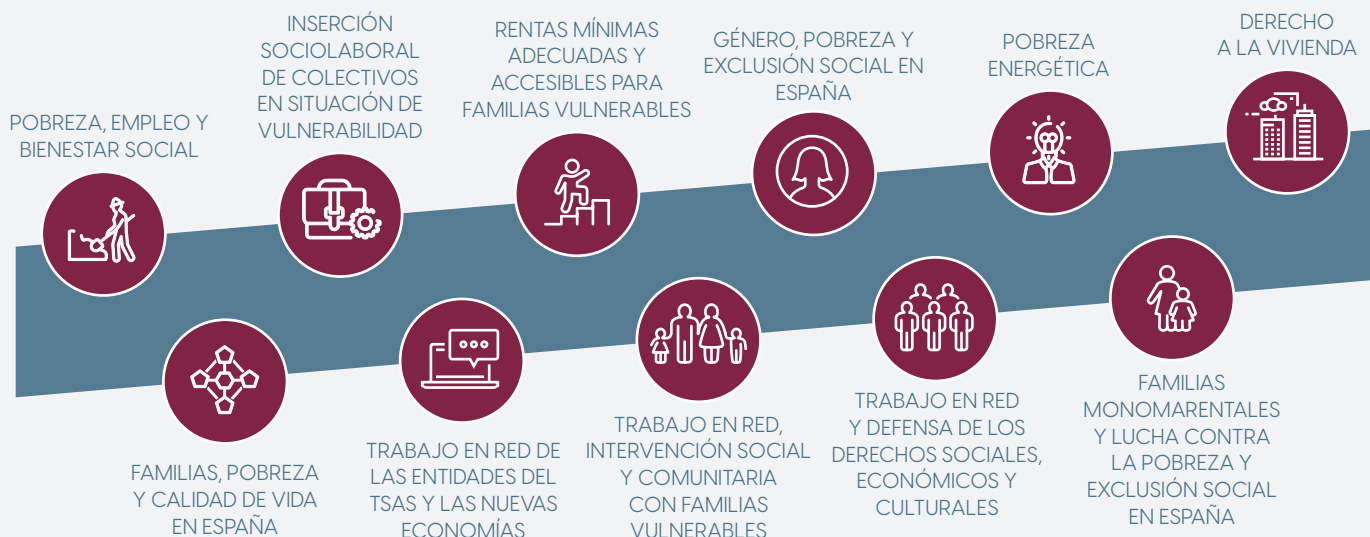 POBREZA, EMPLEO Y
BIENESTAR SOCIAL
INSERCIÓN
SOCIOLABORAL
DE COLECTIVOS
EN SITUACIÓN DE
VULNERABILIDAD
RENTAS MÍNIMAS
ADECUADAS Y
ACCESIBLES PARA
FAMILIAS VULNERABLES
GÉNERO, POBREZA Y
EXCLUSIÓN SOCIAL EN
ESPAÑA
POBREZA
ENERGÉTICA
DERECHO
A LA VIVIENDA
FAMILIAS, POBREZA
Y CALIDAD DE VIDA
EN ESPAÑA
TRABAJO EN RED DE
LAS ENTIDADES DEL
TSAS Y LAS NUEVAS
ECONOMÍAS
TRABAJO EN RED,
INTERVENCIÓN SOCIAL
Y COMUNITARIA
CON FAMILIAS
VULNERABLES
TRABAJO EN RED
Y DEFENSA DE LOS
DERECHOS SOCIALES,
ECONÓMICOS Y
CULTURALES
FAMILIAS
MONOMARENTALES
Y LUCHA CONTRA
LA POBREZA Y
EXCLUSIÓN SOCIAL
EN ESPAÑA